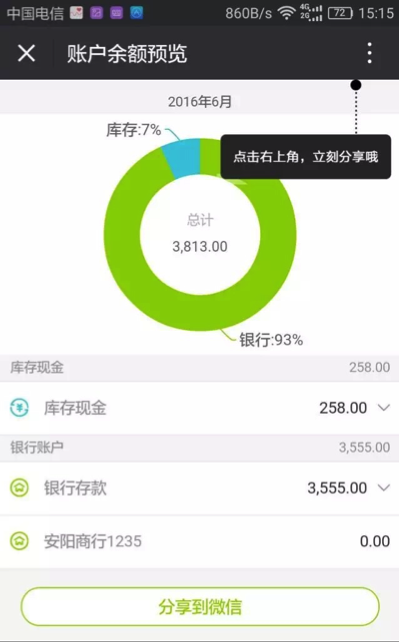 中国电信 860B/s 4G 2G 72 15:15
账户余额预览
2016年6月
库存:7%
点击右上角，立刻分享哦
总计
3,813.00
银行:93%
库存现金 258.00
库存现金 258.00
银行账户 3,555.00
银行存款 3,555.00
安阳商行1235 0.00
分享到微信